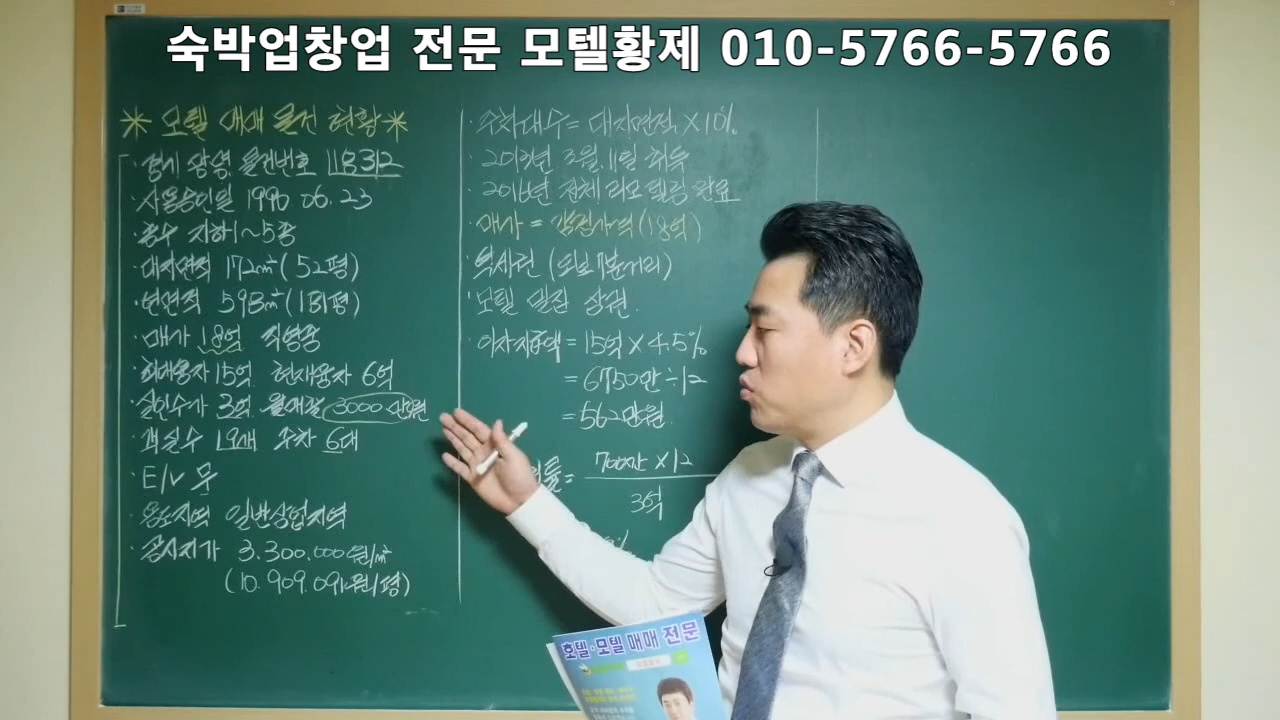 숙박업창업 전문 모텔황제 010-5766-5766
* 모텔 매매 물건 현황 *
· 경기 물건번호 118312
· 사용승인일 1990 06.23
· 층수 지하1~5층
· 대지면적 172m² (52평)
· 연면적 598m² (181평)
· 매가 18억 직영중
· 최대융자 15억 현재융자 6억
· 실인수가 3억 월매출 3000만원
· 객실수 19개 주차 6대
· E/V 무
· 용도지역 일반상업지역
· 공시지가 3.300.000원/m²
(10.909.091원/평)
· 주차대수 = 대지면적 X 10%
· 2013년 2월.11일 취득
· 2016년 전체 리모델링 완료
· 매가 = 감정가액 (18억)
· 역세권 (도보 7분거리)
· 모텔 밀집 상권.
· 이자지급액 = 15억 X 4.5%
= 6750만 ÷ 12
= 562만원.
률 = 700만 X 12
3억
%
호텔·모텔 매매 전문